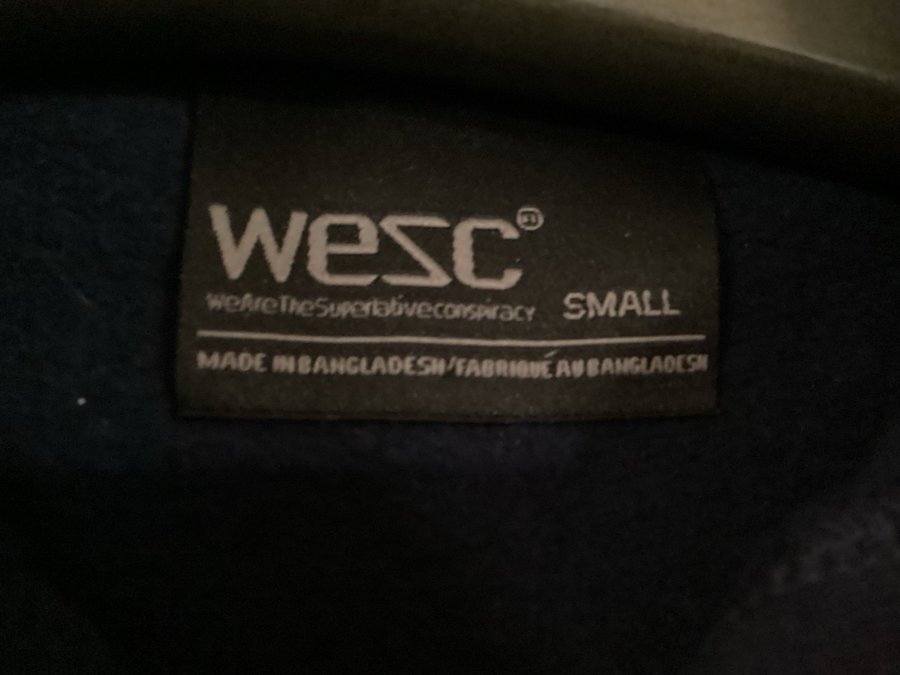 wesc®
weAreTheSuperlativeconspiracy SMALL
MADE IN BANGLADESH/FABRIQUÉ AU BANGLADESH